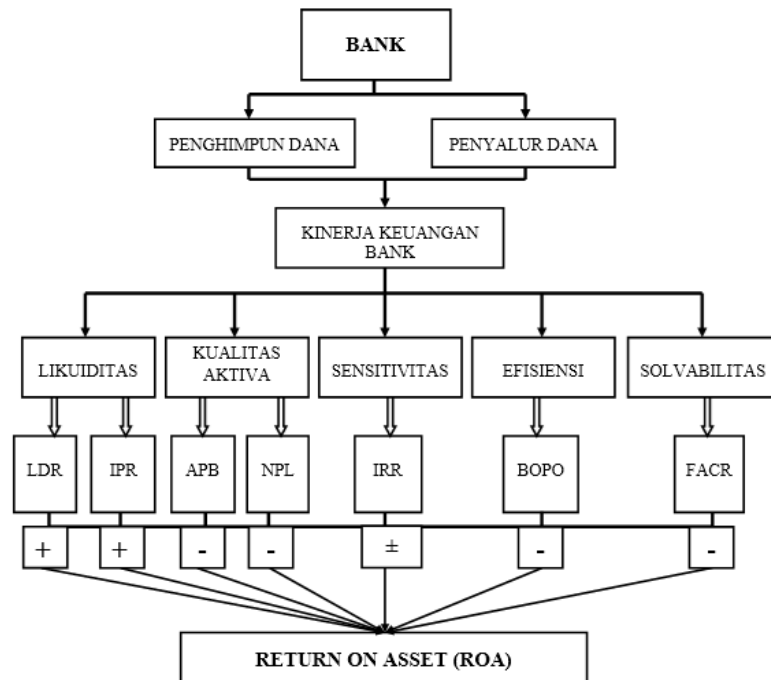 BANK
PENGHIMPUN DANA
PENYALUR DANA
KINERJA KEUANGAN
BANK
LIKUIDITAS
KUALITAS
AKTIVA
SENSITIVITAS
EFISIENSI
SOLVABILITAS
LDR
IPR
APB
NPL
IRR
BOPO
FACR
+
+
-
-
±
-
-
RETURN ON ASSET (ROA)